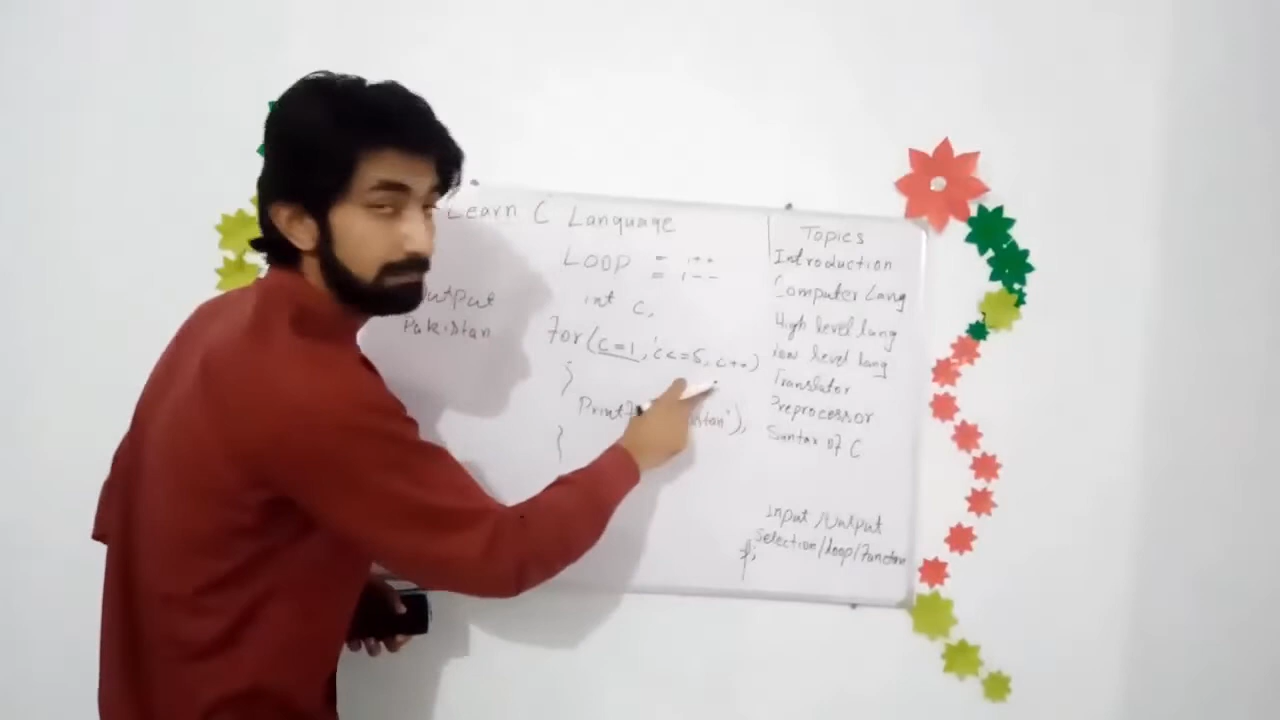 Learn C Language
LOOP = i++
= i--
int c,
For(c=1, c<=5, c++)
{
Printf
stan"),
}
Output
Pakistan
Topics
Introduction
Computer Lang
High level lang
low level lang
Translator
Preprocessor
Syntax of C
Input /Output
Selection/loop/Function